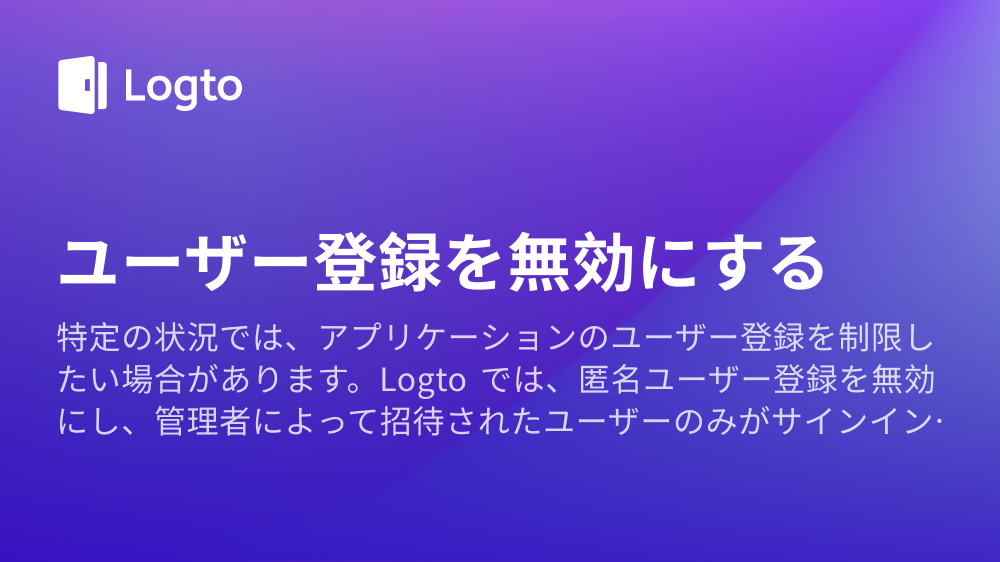 Logto
ユーザー登録を無効にする
特定の状況では、アプリケーションのユーザー登録を制限し
たい場合があります。Logto では、匿名ユーザー登録を無効
にし、管理者によって招待されたユーザーのみがサインイン·